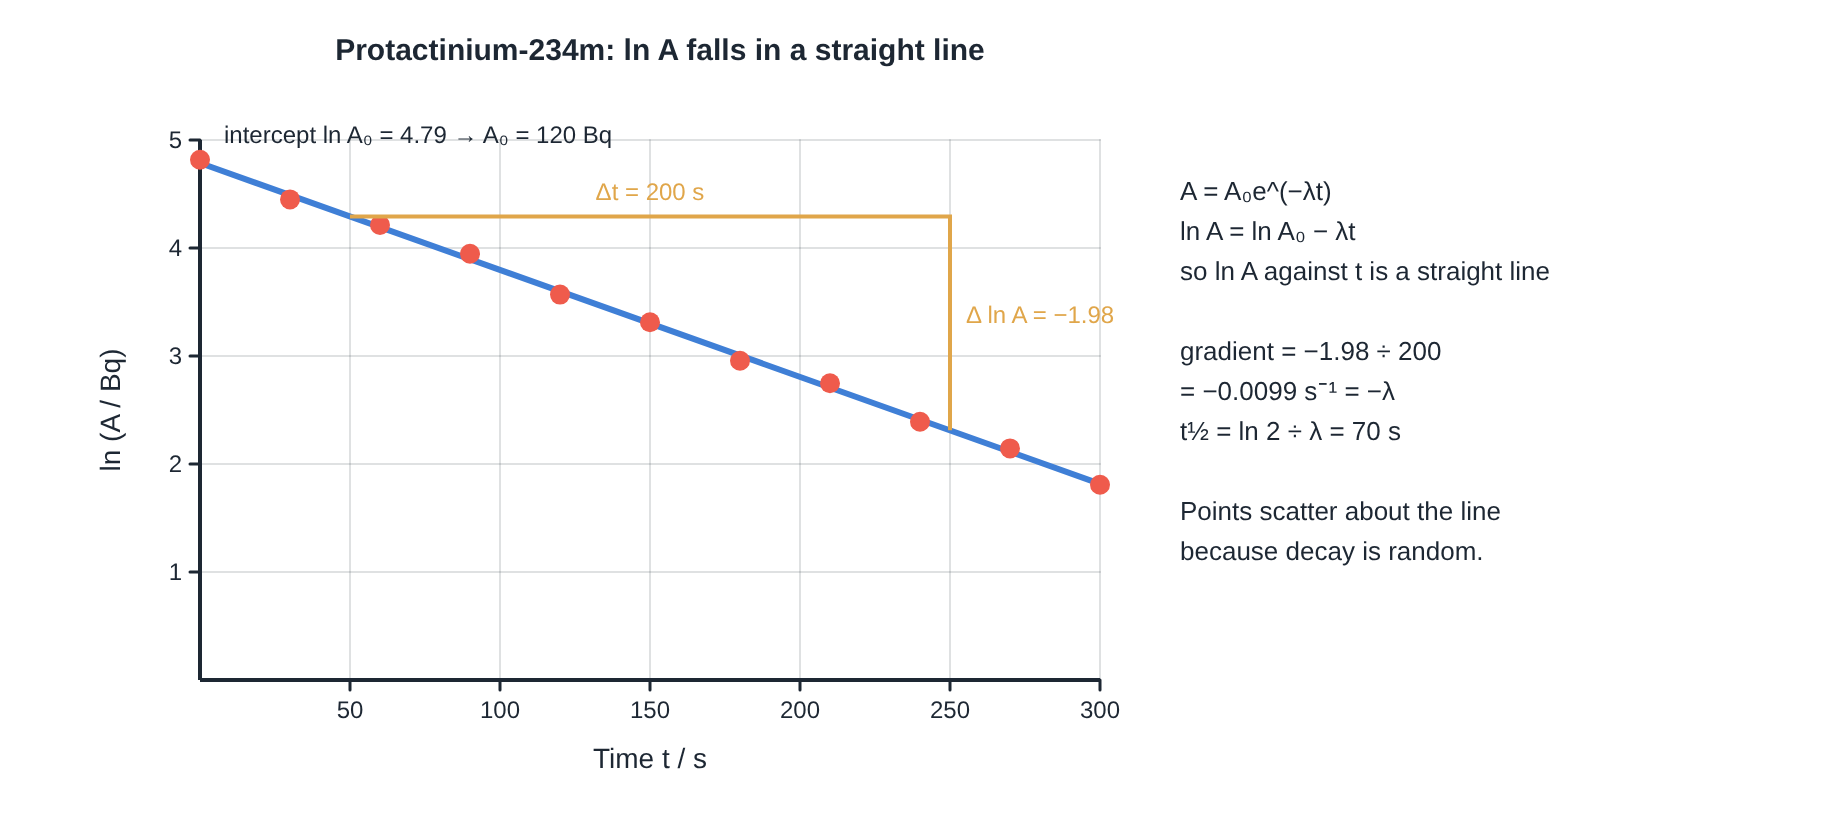 Protactinium-234m: ln A falls in a straight line
intercept ln A₀ = 4.79 → A₀ = 120 Bq
Δt = 200 s
Δ ln A = −1.98
5
4
3
2
1
ln (A / Bq)
50 100 150 200 250 300
Time t / s
A = A₀e^(−λt)
ln A = ln A₀ − λt
so ln A against t is a straight line
gradient = −1.98 ÷ 200
= −0.0099 s⁻¹ = −λ
t½ = ln 2 ÷ λ = 70 s
Points scatter about the line
because decay is random.